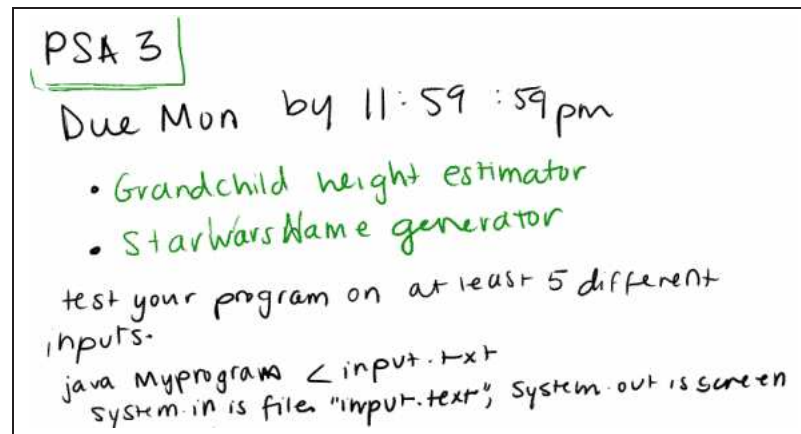 PSA 3
Due Mon by 11:59:59pm
• Grandchild height estimator
• StarWarsName generator
test your program on at least 5 different
inputs.
java Myprogram < input.txt
System.in is file "input.text", System.out is screen